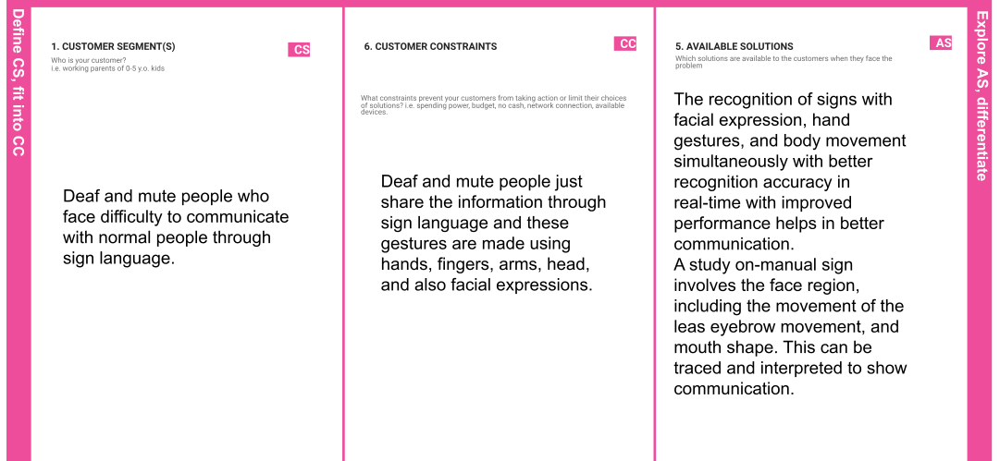 Define CS, fit into CC
1. CUSTOMER SEGMENT(S)
CS
Who is your customer?
i.e. working parents of 0-5 y.o. kids
Deaf and mute people who
face difficulty to communicate
with normal people through
sign language.
6. CUSTOMER CONSTRAINTS
CC
What constraints prevent your customers from taking action or limit their choices
of solutions? i.e. spending power, budget, no cash, network connection, available
devices.
Deaf and mute people just
share the information through
sign language and these
gestures are made using
hands, fingers, arms, head,
and also facial expressions.
5. AVAILABLE SOLUTIONS
AS
Which solutions are available to the customers when they face the
problem
The recognition of signs with
facial expression, hand
gestures, and body movement
simultaneously with better
recognition accuracy in
real-time with improved
performance helps in better
communication.
A study on-manual sign
involves the face region,
including the movement of the
leas eyebrow movement, and
mouth shape. This can be
traced and interpreted to show
communication.
Explore AS, differentiate